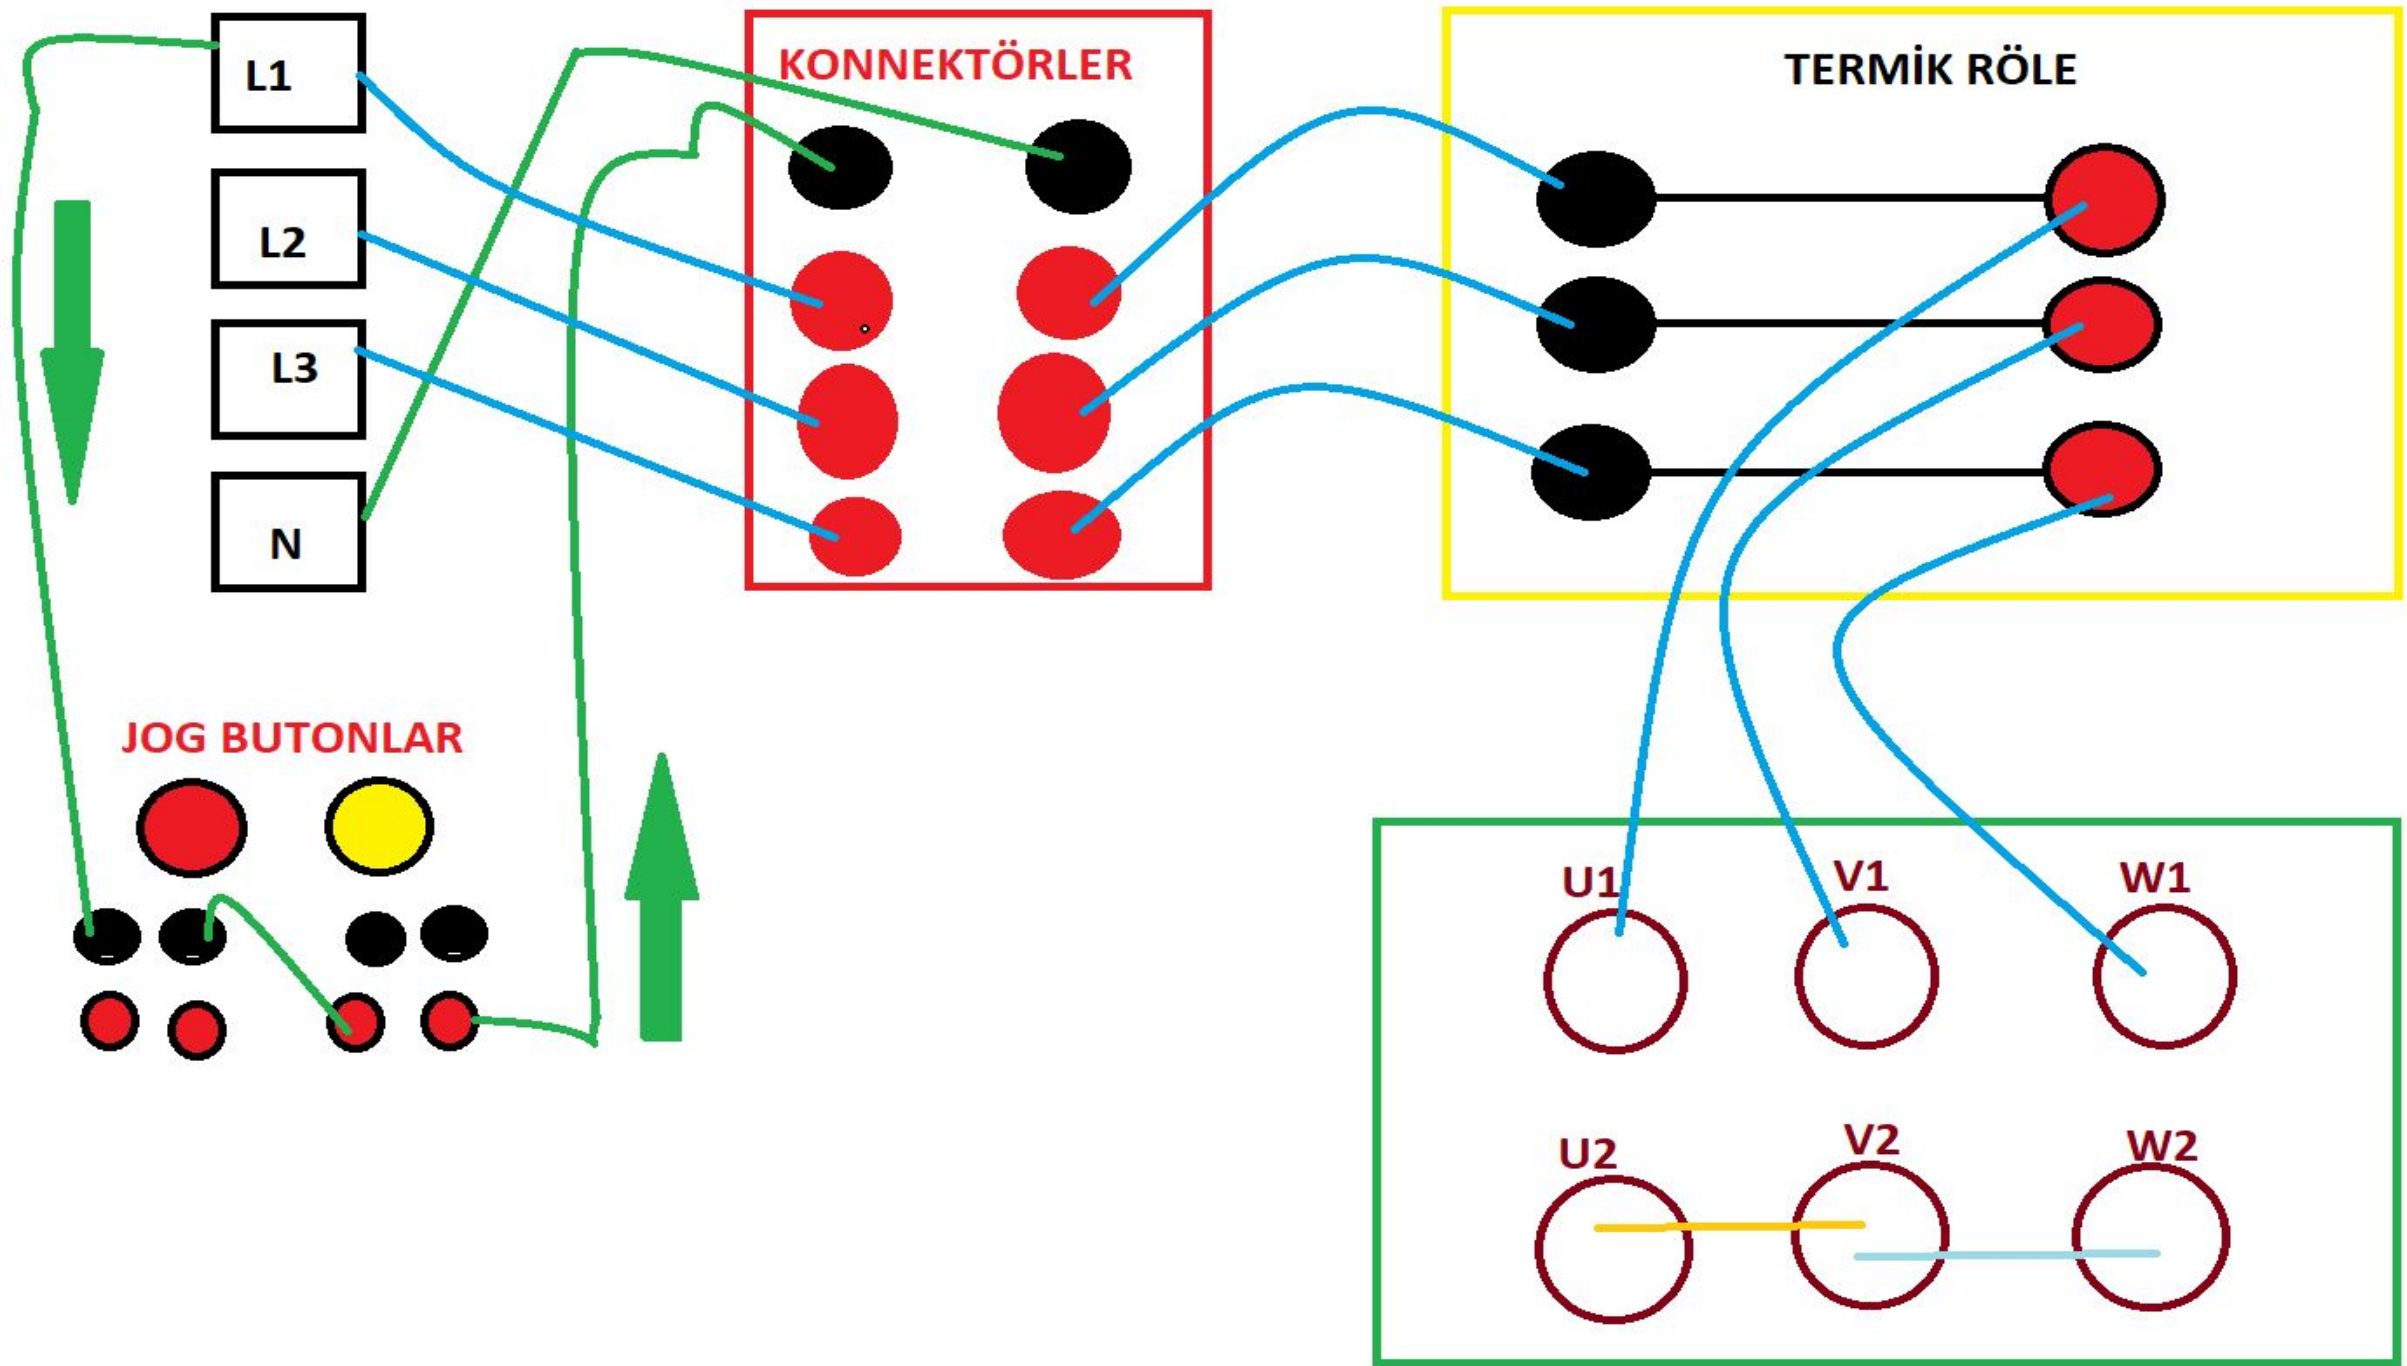 L1
L2
L3
N
KONNEKTÖRLER
TERMİK RÖLE
JOG BUTONLAR
U1
V1
W1
U2
V2
W2